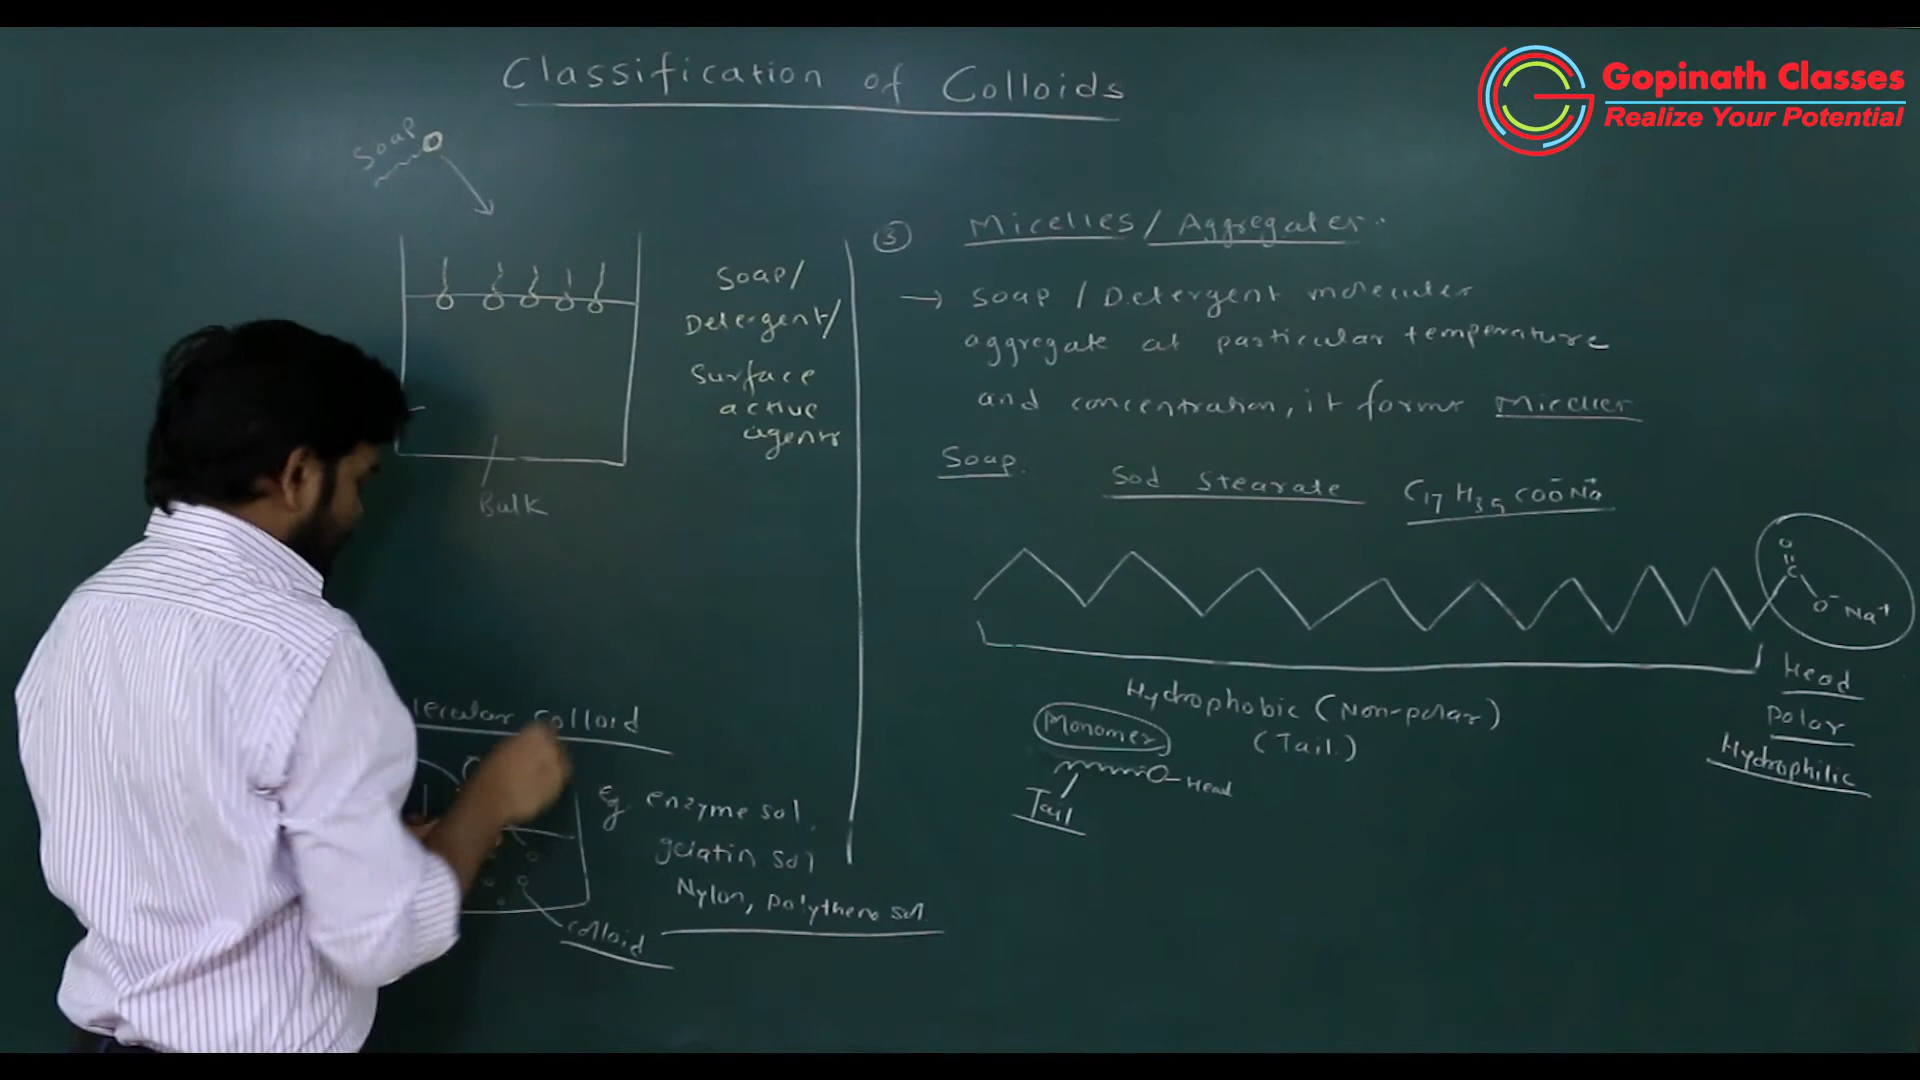 Classification of Colloids
Gopinath Classes
Realize Your Potential
Soap
Soap/
Detergent/
Surface
active
agents
Bulk
lecular Colloid
Eg enzyme sol.
gelatin sol
Nylon, polythene sol.
colloid
③ Micelles / Aggregates.
→ Soap / Detergent molecules
aggregate at particular temperature
and concentration, it forms Micelles
Soap. Sod Stearate C17 H35 COO⁻Na⁺
O
C
O⁻ Na⁺
Head
Polar
Hydrophilic
Hydrophobic (Non-polar)
(Tail.)
Monomer
Head
Tail